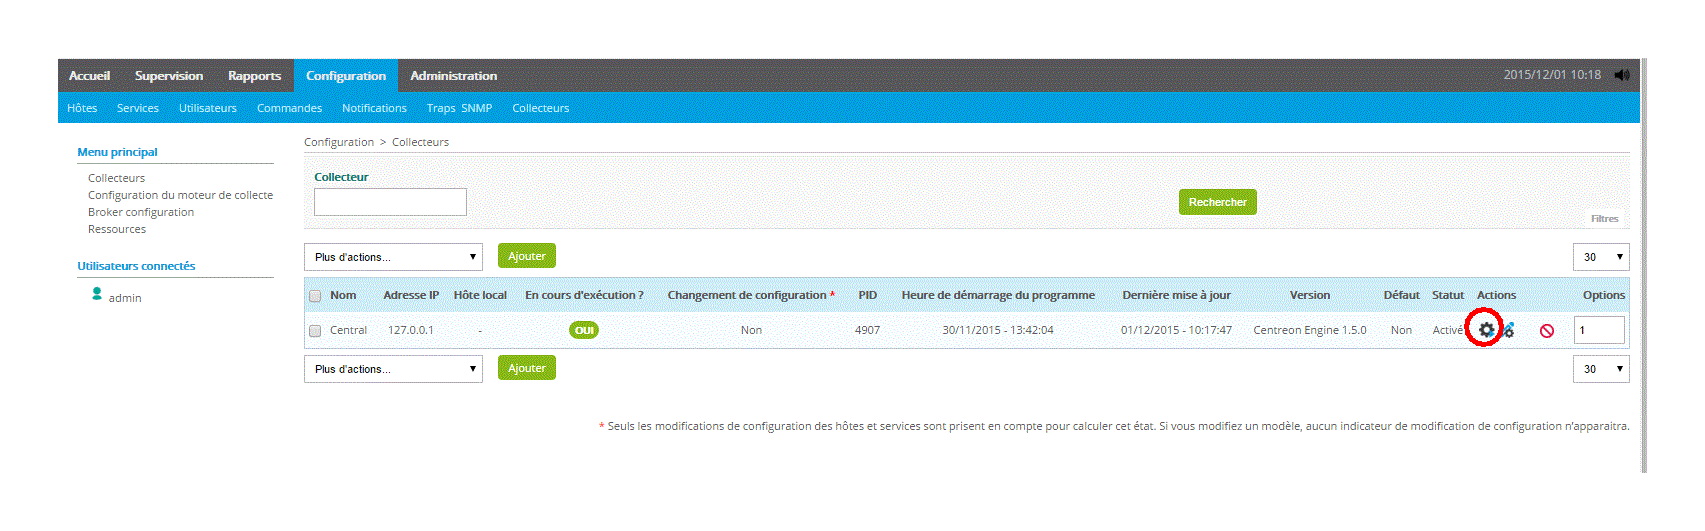 Accueil Supervision Rapports Configuration Administration 2015/12/01 10:18
Hôtes Services Utilisateurs Commandes Notifications Traps SNMP Collecteurs
Menu principal
Collecteurs
Configuration du moteur de collecte
Broker configuration
Ressources
Utilisateurs connectés
admin
Configuration > Collecteurs
Collecteur
Rechercher
Filtres
Plus d'actions... Ajouter 30
Nom Adresse IP Hôte local En cours d'exécution ? Changement de configuration * PID Heure de démarrage du programme Dernière mise à jour Version Défaut Statut Actions Options
Central 127.0.0.1 - OUI Non 4907 30/11/2015 - 13:42:04 01/12/2015 - 10:17:47 Centreon Engine 1.5.0 Non Activé 1
Plus d'actions... Ajouter 30
* Seuls les modifications de configuration des hôtes et services sont prisent en compte pour calculer cet état. Si vous modifiez un modèle, aucun indicateur de modification de configuration n'apparaitra.